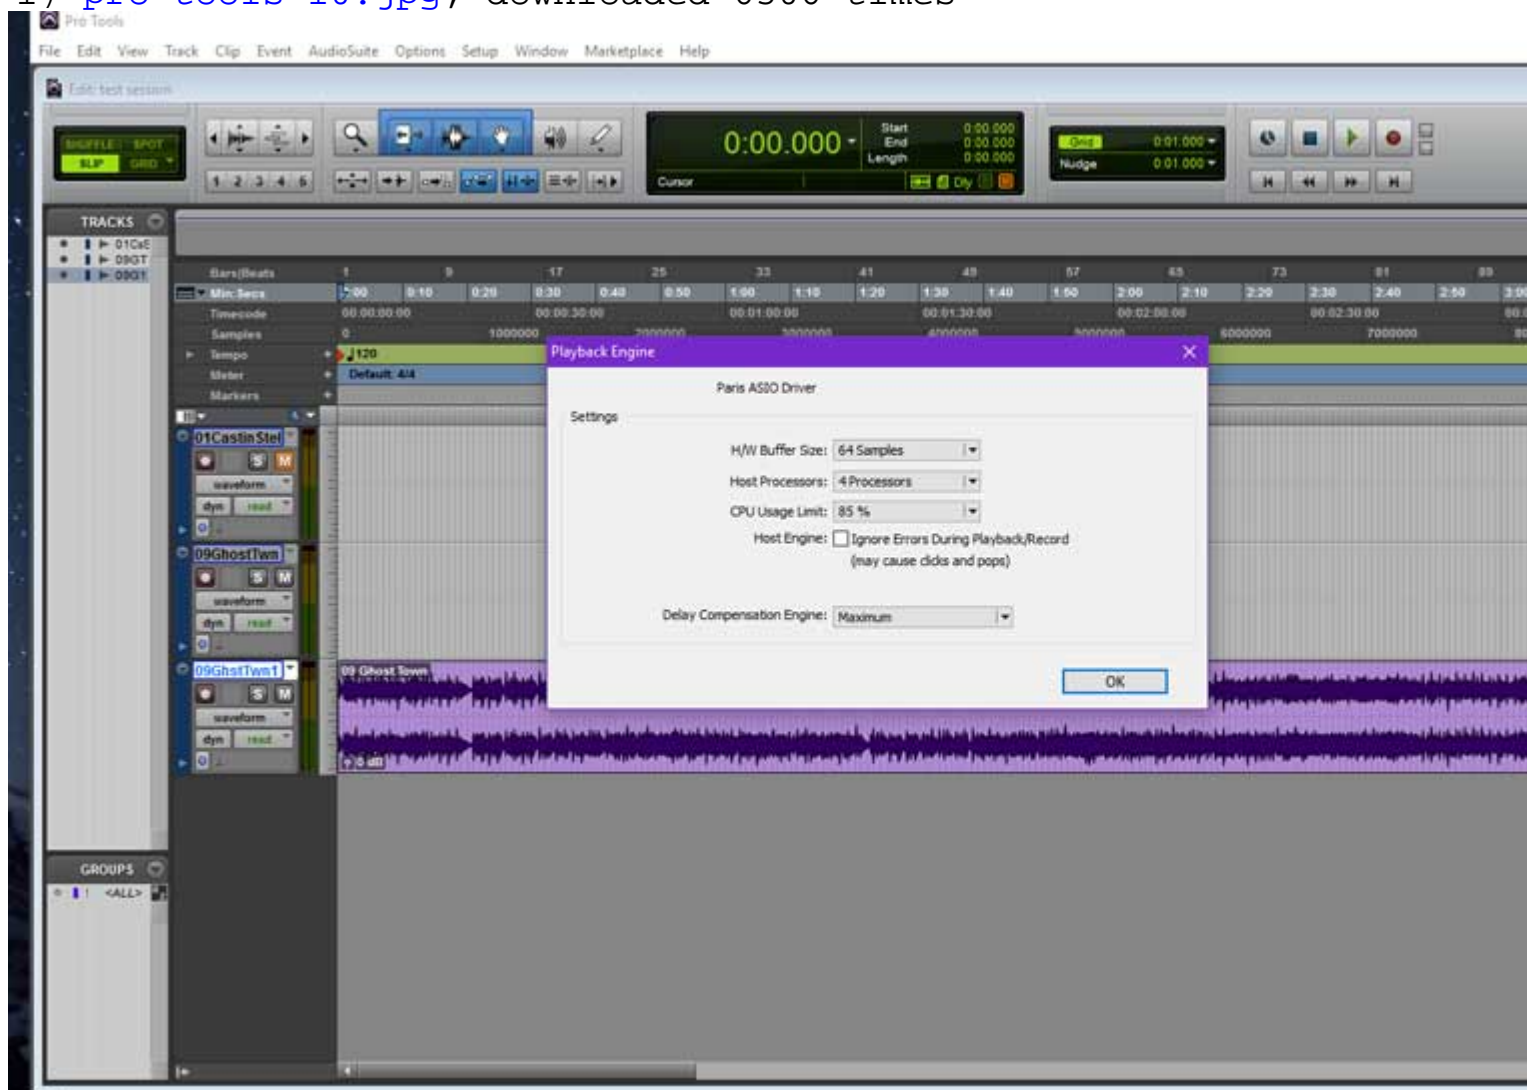 Pro Tools
File Edit View Track Clip Event AudioSuite Options Setup Window Marketplace Help
Edit: test session
SHUFFLE SPOT
SLIP GRID
1 2 3 4 5
0:00.000
Start 0:00.000
End 0:00.000
Length 0:00.000
Cursor
Dly
Grid 0:01.000
Nudge 0:01.000
TRACKS
01CsS
09GT
09G1
Bars|Beats 1 9 17 25 33 41 49 57 65 73 81 89
Min:Secs 0:00 0:10 0:20 0:30 0:40 0:50 1:00 1:10 1:20 1:30 1:40 1:50 2:00 2:10 2:20 2:30 2:40 2:50 3:00
Timecode 00:00:00:00 00:00:30:00 00:01:00:00 00:01:30:00 00:02:00:00 00:02:30:00
Samples 0 1000000 2000000 3000000 4000000 5000000 6000000 7000000
Tempo 120
Meter Default: 4/4
Markers
Playback Engine
Paris ASIO Driver
Settings
H/W Buffer Size: 64 Samples
Host Processors: 4 Processors
CPU Usage Limit: 85 %
Host Engine: Ignore Errors During Playback/Record
(may cause clicks and pops)
Delay Compensation Engine: Maximum
OK
01CastinStel
S M
waveform
dyn read
09GhostTwn
S M
waveform
dyn read
09GhstTwn1
S M
waveform
dyn read
09 Ghost Town
0 dB
GROUPS
! <ALL>